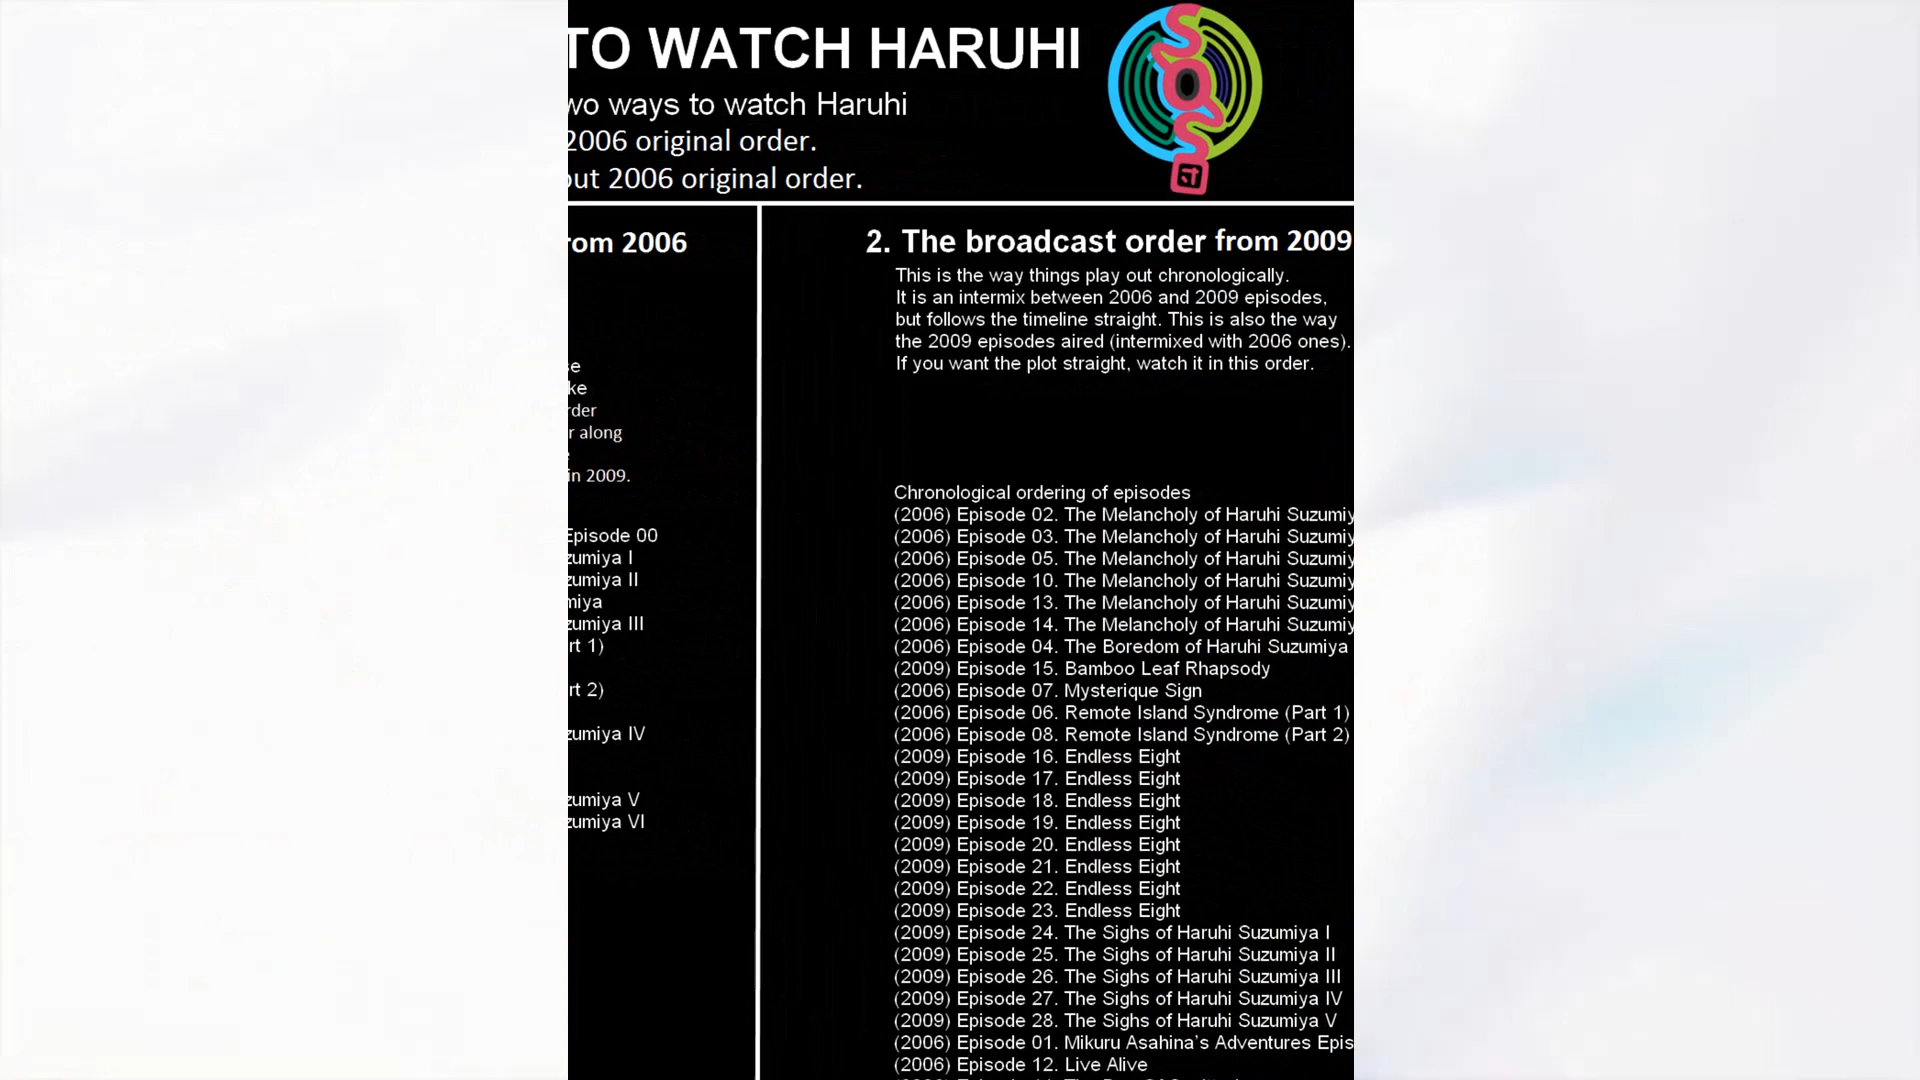 TO WATCH HARUHI
wo ways to watch Haruhi
2006 original order.
out 2006 original order.
rom 2006
se
ke
rder
r along
in 2009.
Episode 00
zumiya I
zumiya II
miya
zumiya III
rt 1)
rt 2)
zumiya IV
zumiya V
zumiya VI
2. The broadcast order from 2009
This is the way things play out chronologically.
It is an intermix between 2006 and 2009 episodes,
but follows the timeline straight. This is also the way
the 2009 episodes aired (intermixed with 2006 ones).
If you want the plot straight, watch it in this order.
Chronological ordering of episodes
(2006) Episode 02. The Melancholy of Haruhi Suzumiy
(2006) Episode 03. The Melancholy of Haruhi Suzumiy
(2006) Episode 05. The Melancholy of Haruhi Suzumiy
(2006) Episode 10. The Melancholy of Haruhi Suzumiy
(2006) Episode 13. The Melancholy of Haruhi Suzumiy
(2006) Episode 14. The Melancholy of Haruhi Suzumiy
(2006) Episode 04. The Boredom of Haruhi Suzumiya
(2009) Episode 15. Bamboo Leaf Rhapsody
(2006) Episode 07. Mysterique Sign
(2006) Episode 06. Remote Island Syndrome (Part 1)
(2006) Episode 08. Remote Island Syndrome (Part 2)
(2009) Episode 16. Endless Eight
(2009) Episode 17. Endless Eight
(2009) Episode 18. Endless Eight
(2009) Episode 19. Endless Eight
(2009) Episode 20. Endless Eight
(2009) Episode 21. Endless Eight
(2009) Episode 22. Endless Eight
(2009) Episode 23. Endless Eight
(2009) Episode 24. The Sighs of Haruhi Suzumiya I
(2009) Episode 25. The Sighs of Haruhi Suzumiya II
(2009) Episode 26. The Sighs of Haruhi Suzumiya III
(2009) Episode 27. The Sighs of Haruhi Suzumiya IV
(2009) Episode 28. The Sighs of Haruhi Suzumiya V
(2006) Episode 01. Mikuru Asahina's Adventures Epis
(2006) Episode 12. Live Alive